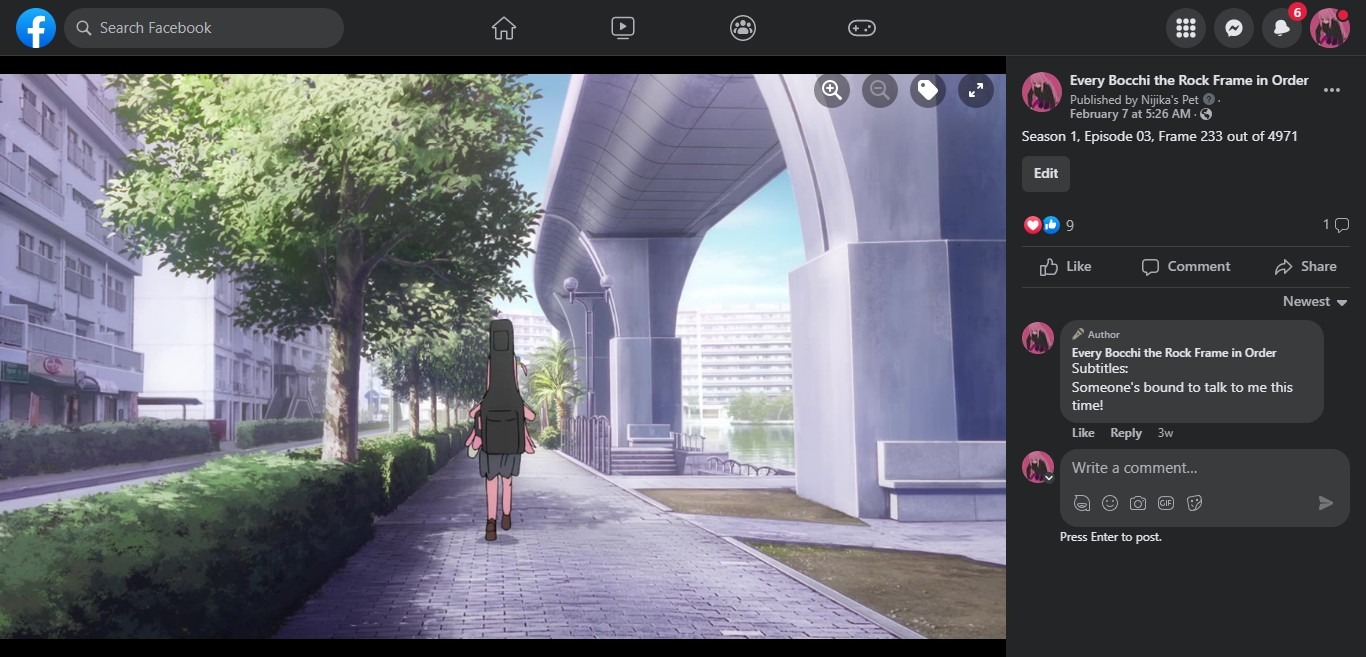 Search Facebook
6
Every Bocchi the Rock Frame in Order
Published by Nijika's Pet ·
February 7 at 5:26 AM ·
Season 1, Episode 03, Frame 233 out of 4971
Edit
9
1
Like
Comment
Share
Newest
Author
Every Bocchi the Rock Frame in Order
Subtitles:
Someone's bound to talk to me this
time!
Like Reply 3w
Write a comment...
GIF
Press Enter to post.